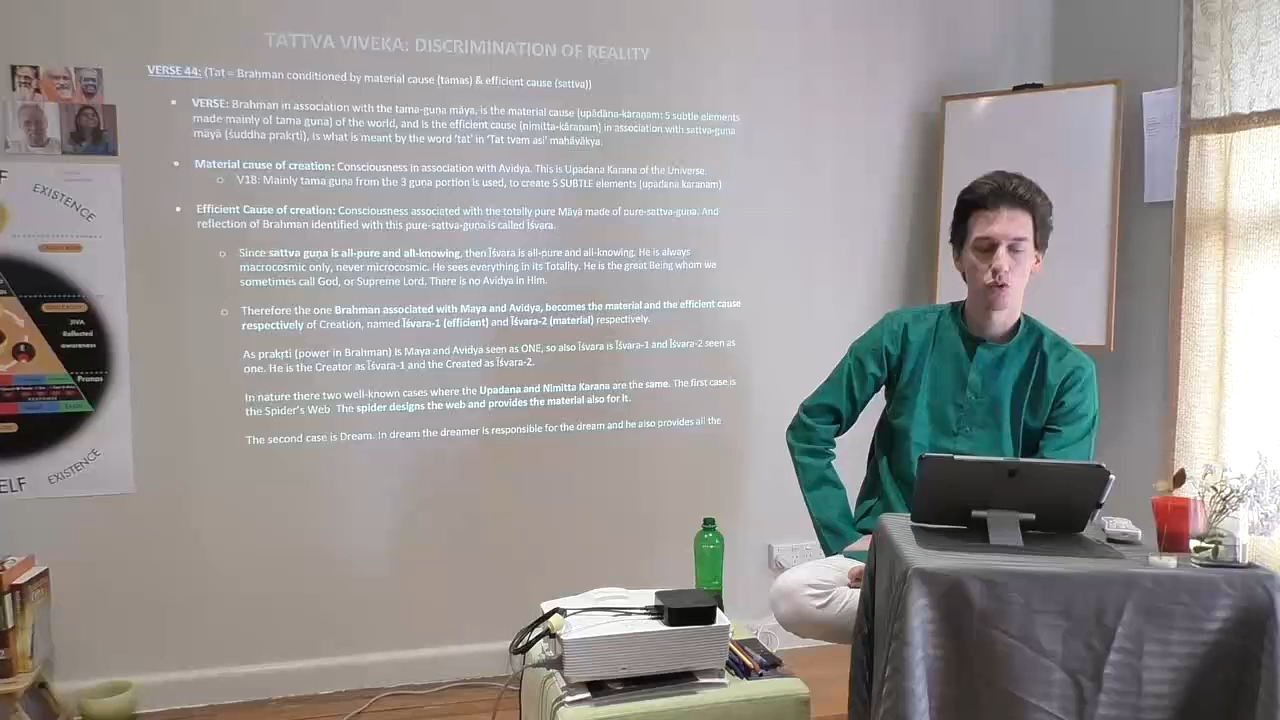 TATTVA VIVEKA: DISCRIMINATION OF REALITY
VERSE 44: (Tat = Brahman conditioned by material cause (tamas) & efficient cause (sattva))
VERSE: Brahman in association with the tama-guṇa māyā, is the material cause (upādāna-kāraṇam: 5 subtle elements
made mainly of tama guṇa) of the world, and is the efficient cause (nimitta-kāraṇam) in association with sattva-guṇa
māyā (śuddha prakṛti), is what is meant by the word 'tat' in 'Tat tvam asi' mahāvākya.
Material cause of creation: Consciousness in association with Avidya. This is Upadana Karana of the Universe.
V18: Mainly tama guṇa from the 3 guna portion is used, to create 5 SUBTLE elements (upadana karanam)
Efficient Cause of creation: Consciousness associated with the totally pure Māyā made of pure-sattva-guṇa. And
reflection of Brahman identified with this pure-sattva-guṇa is called Īśvara.
Since sattva guṇa is all-pure and all-knowing, then Īśvara is all-pure and all-knowing. He is always
macrocosmic only, never microcosmic. He sees everything in its Totality. He is the great Being whom we
sometimes call God, or Supreme Lord. There is no Avidya in Him.
Therefore the one Brahman associated with Maya and Avidya, becomes the material and the efficient cause
respectively of Creation, named Īśvara-1 (efficient) and Īśvara-2 (material) respectively.
As prakṛti (power in Brahman) is Maya and Avidya seen as ONE, so also Īśvara is Īśvara-1 and Īśvara-2 seen as
one. He is the Creator as Īśvara-1 and the Created as Īśvara-2.
In nature there two well-known cases where the Upadana and Nimitta Karana are the same. The first case is
the Spider's Web. The spider designs the web and provides the material also for it.
The second case is Dream. In dream the dreamer is responsible for the dream and he also provides all the
EXISTENCE
JIVA
Reflected
awareness
Pranas
EXISTENCE
ELF